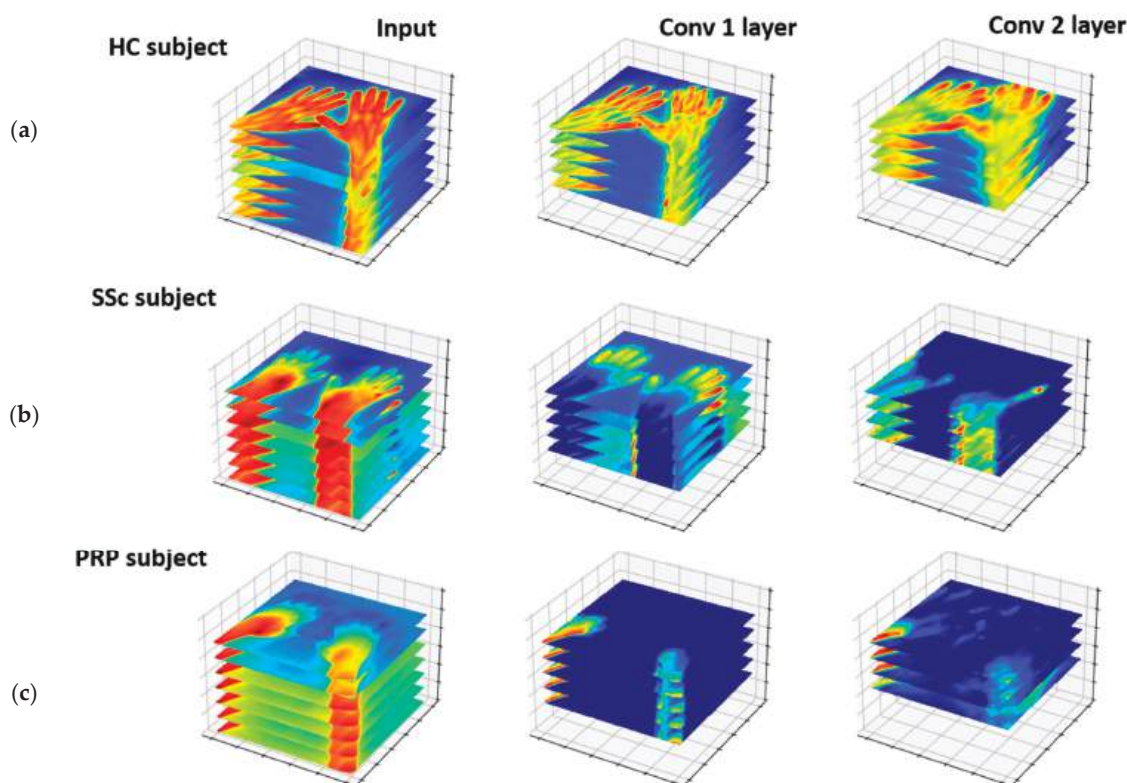 Input
Conv 1 layer
Conv 2 layer
HC subject
(a)
SSc subject
(b)
PRP subject
(c)